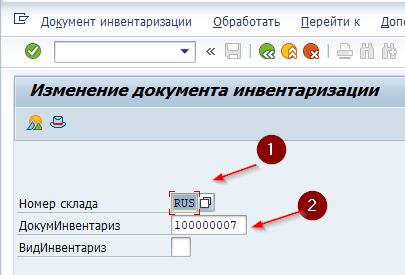 Документ инвентаризации Обработать Перейти к
Изменение документа инвентаризации
1
Номер склада RUS
2
ДокумИнвентариз 100000007
ВидИнвентариз